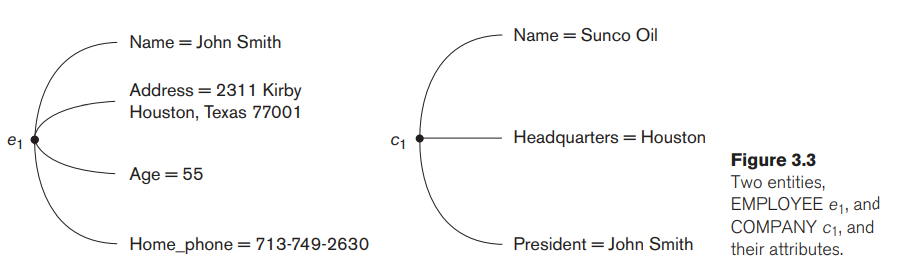 e1
Name = John Smith
Address = 2311 Kirby
Houston, Texas 77001
Age = 55
Home_phone = 713-749-2630
c1
Name = Sunco Oil
Headquarters = Houston
President = John Smith
Figure 3.3
Two entities,
EMPLOYEE e1, and
COMPANY c1, and
their attributes.